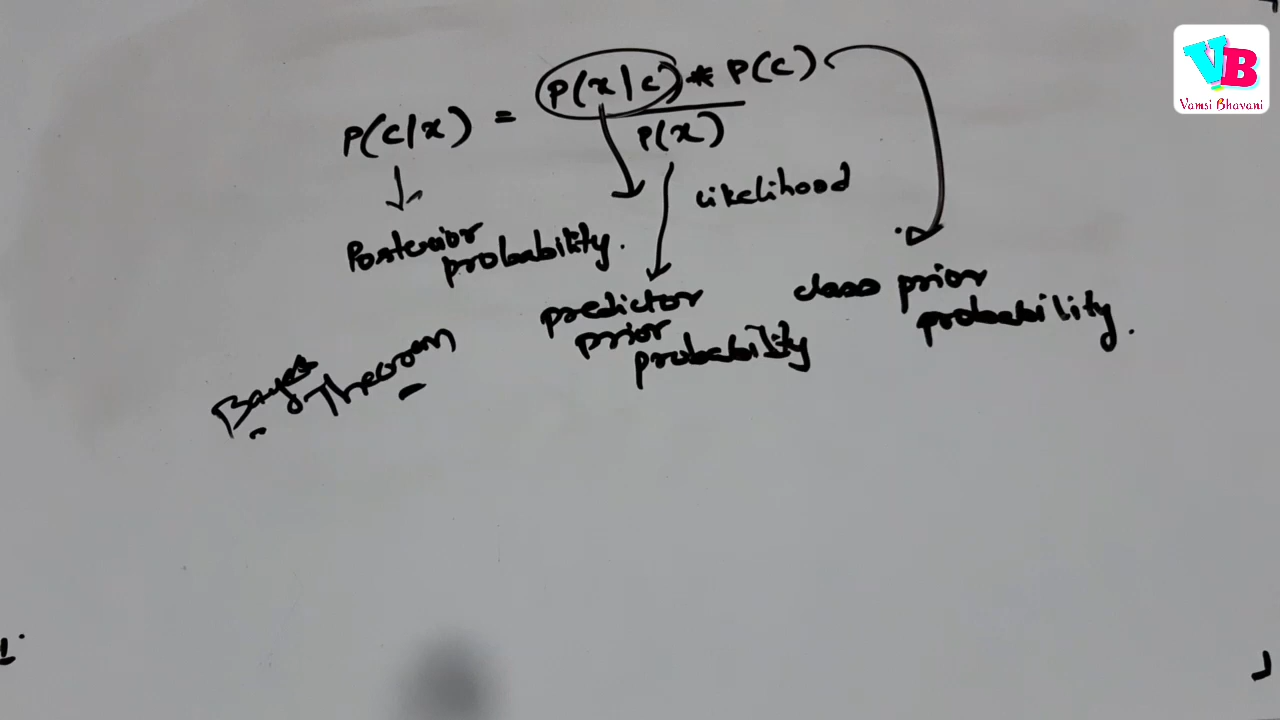 P(c/x) = P(x/c) * P(c)
P(x)
Likelihood
Posterior
probability.
predictor
prior
probability
class prior
probability.
Bayes Theorem
VB
Vamsi Bhavani